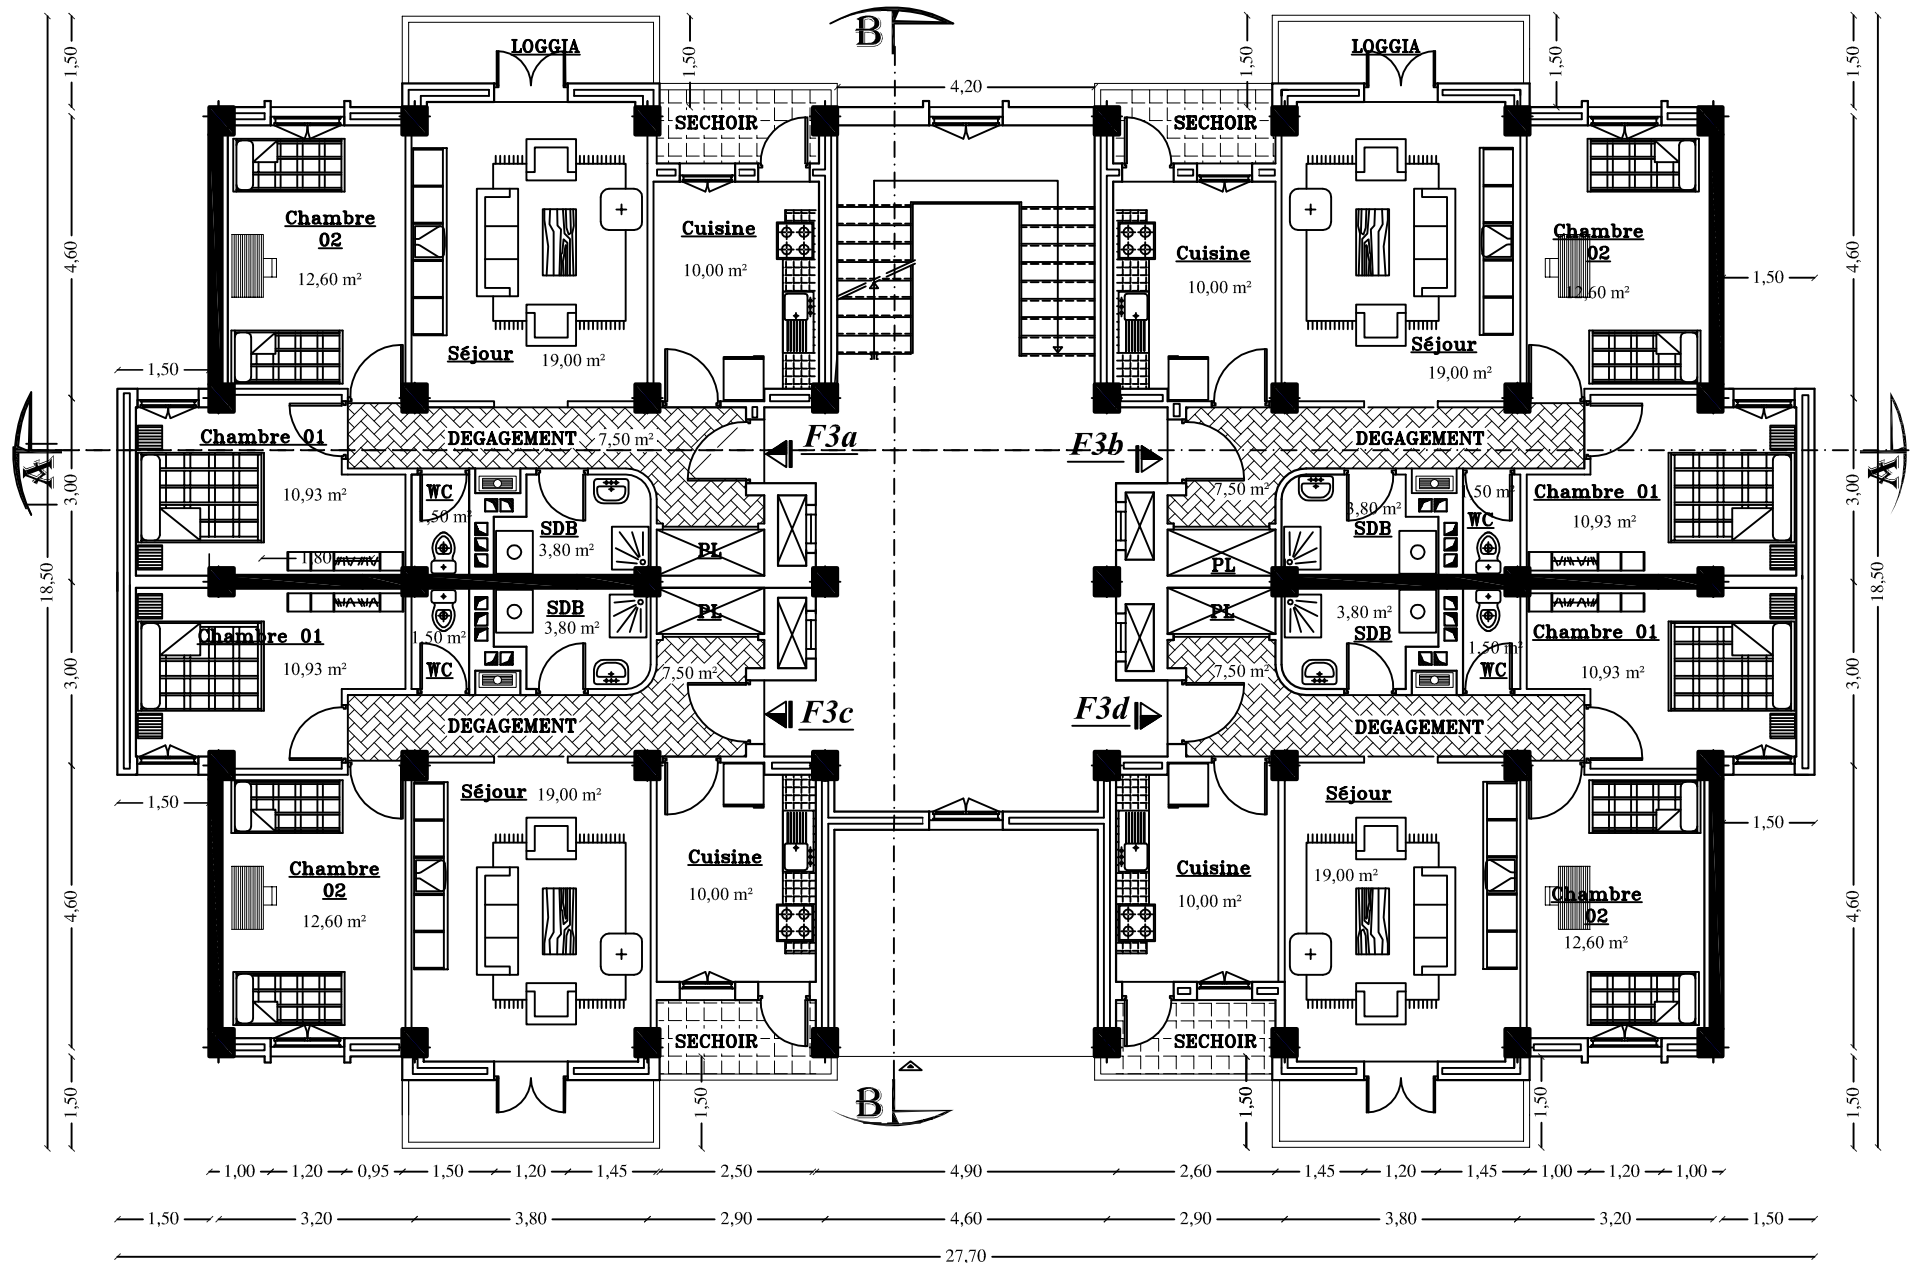 B
LOGGIA
LOGGIA
1,50
1,50
1,50
1,50
1,50
1,50
4,20
SECHOIR
SECHOIR
Chambre
02
12,60 m²
Cuisine
10,00 m²
Cuisine
10,00 m²
Chambre
02
12,60 m²
4,60
4,60
1,50
Séjour
19,00 m²
Séjour
19,00 m²
1,50
Chambre 01
DEGAGEMENT
7,50 m²
F3a
F3b
DEGAGEMENT
A
A
10,93 m²
WC
1,50 m²
SDB
3,80 m²
PL
7,50 m²
3,80 m²
SDB
PL
1,50 m²
WC
Chambre 01
10,93 m²
3,00
3,00
1,80
18,50
18,50
Chambre 01
10,93 m²
1,50 m²
WC
SDB
3,80 m²
PL
7,50 m²
PL
7,50 m²
3,80 m²
SDB
1,50 m²
WC
Chambre 01
10,93 m²
3,00
3,00
DEGAGEMENT
F3c
F3d
DEGAGEMENT
1,50
Séjour
19,00 m²
Séjour
1,50
Chambre
02
12,60 m²
Cuisine
10,00 m²
Cuisine
10,00 m²
19,00 m²
Chambre
02
12,60 m²
4,60
4,60
SECHOIR
SECHOIR
1,50
1,50
B
1,50
1,50
1,50
1,00 1,20 0,95 1,50 1,20 1,45 2,50 4,90 2,60 1,45 1,20 1,45 1,00 1,20 1,00
1,50 3,20 3,80 2,90 4,60 2,90 3,80 3,20 1,50
27,70